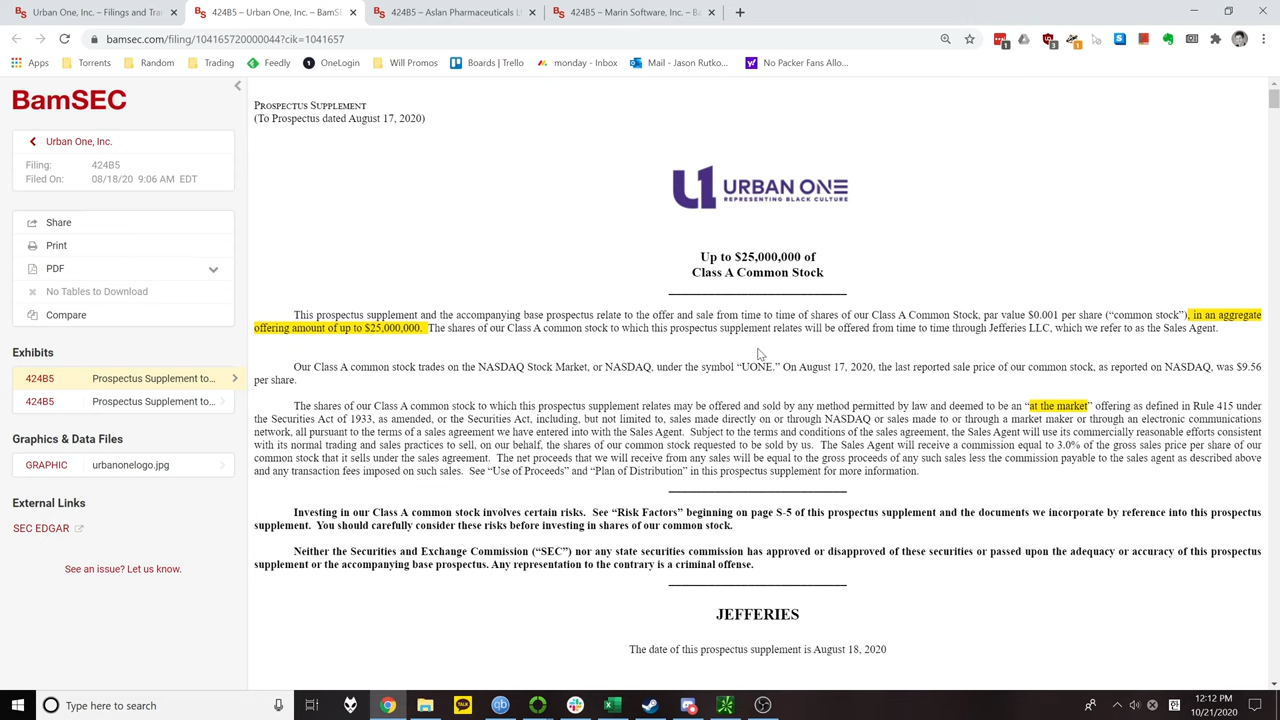 Urban One, Inc. – Filings and Tra
424B5 – Urban One, Inc. – BamS
424B5 – Aslan Pharmaceuticals Lt
424B5 – Marin Software, Inc. – Ba
bamsec.com/filing/104165720000044?cik=1041657
Apps
Torrents
Random
Trading
Feedly
OneLogin
Will Promos
Boards | Trello
monday - Inbox
Mail - Jason Rutko...
No Packer Fans Allo...
BamSEC
Urban One, Inc.
Filing: 424B5
Filed On: 08/18/20 9:06 AM EDT
Share
Print
PDF
No Tables to Download
Compare
Exhibits
424B5 Prospectus Supplement to...
424B5 Prospectus Supplement to...
Graphics & Data Files
GRAPHIC urbanonelogo.jpg
External Links
SEC EDGAR
See an issue? Let us know.
PROSPECTUS SUPPLEMENT
(To Prospectus dated August 17, 2020)
U1 URBAN ONE
REPRESENTING BLACK CULTURE
Up to $25,000,000 of
Class A Common Stock
This prospectus supplement and the accompanying base prospectus relate to the offer and sale from time to time of shares of our Class A Common Stock, par value $0.001 per share (“common stock”), in an aggregate
offering amount of up to $25,000,000. The shares of our Class A common stock to which this prospectus supplement relates will be offered from time to time through Jefferies LLC, which we refer to as the Sales Agent.
Our Class A common stock trades on the NASDAQ Stock Market, or NASDAQ, under the symbol “UONE.” On August 17, 2020, the last reported sale price of our common stock, as reported on NASDAQ, was $9.56
per share.
The shares of our Class A common stock to which this prospectus supplement relates may be offered and sold by any method permitted by law and deemed to be an “at the market” offering as defined in Rule 415 under
the Securities Act of 1933, as amended, or the Securities Act, including, but not limited to, sales made directly on or through NASDAQ or sales made to or through a market maker or through an electronic communications
network, all pursuant to the terms of a sales agreement we have entered into with the Sales Agent. Subject to the terms and conditions of the sales agreement, the Sales Agent will use its commercially reasonable efforts consistent
with its normal trading and sales practices to sell, on our behalf, the shares of our common stock requested to be sold by us. The Sales Agent will receive a commission equal to 3.0% of the gross sales price per share of our
common stock that it sells under the sales agreement. The net proceeds that we will receive from any sales will be equal to the gross proceeds of any such sales less the commission payable to the sales agent as described above
and any transaction fees imposed on such sales. See “Use of Proceeds” and “Plan of Distribution” in this prospectus supplement for more information.
Investing in our Class A common stock involves certain risks. See “Risk Factors” beginning on page S-5 of this prospectus supplement and the documents we incorporate by reference into this prospectus
supplement. You should carefully consider these risks before investing in shares of our common stock.
Neither the Securities and Exchange Commission (“SEC”) nor any state securities commission has approved or disapproved of these securities or passed upon the adequacy or accuracy of this prospectus
supplement or the accompanying base prospectus. Any representation to the contrary is a criminal offense.
JEFFERIES
The date of this prospectus supplement is August 18, 2020
Type here to search
12:12 PM
10/21/2020